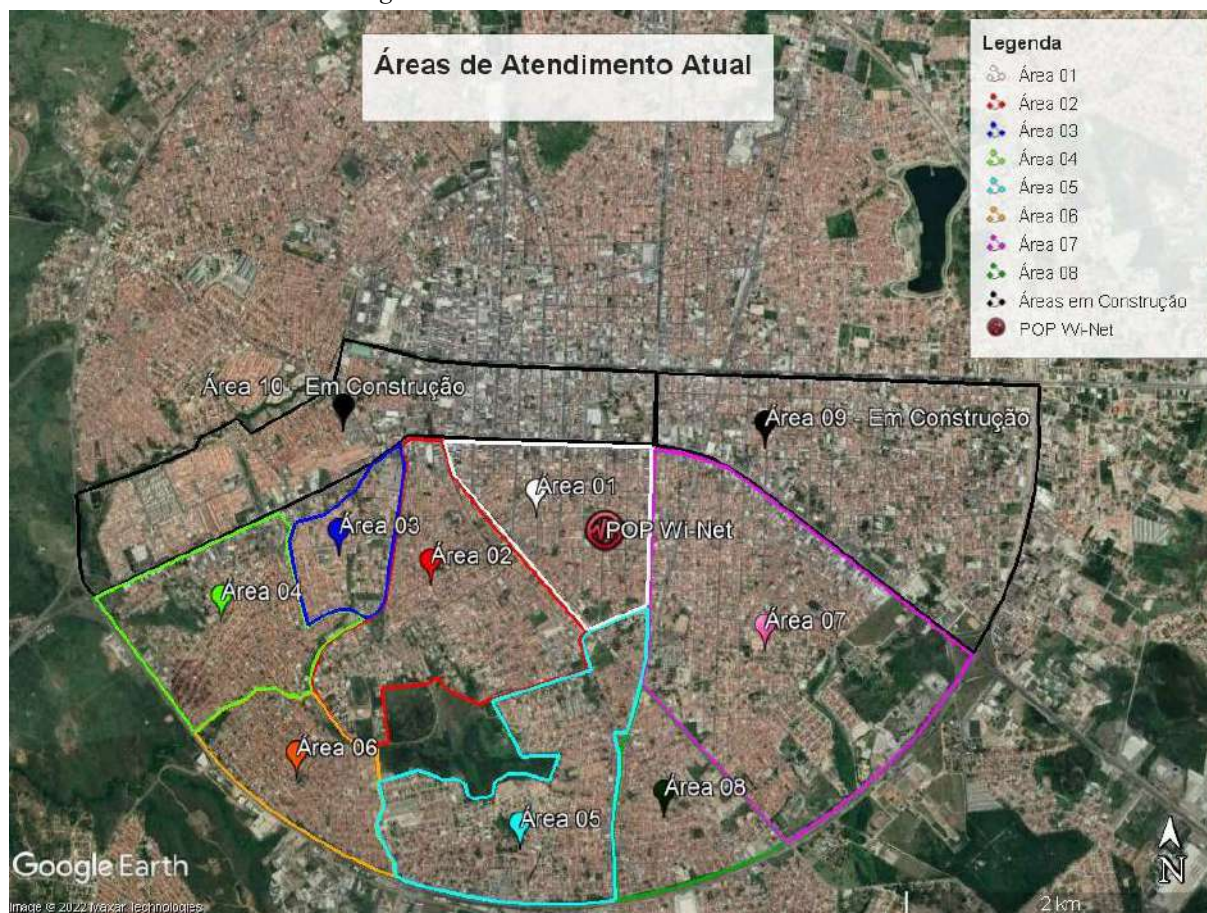 Áreas de Atendimento Atual
Legenda
Área 01
Área 02
Área 03
Área 04
Área 05
Área 06
Área 07
Área 08
Áreas em Construção
POP Wi-Net
Área 10 - Em Construção
Área 09 - Em Construção
Área 01
Área 03
POP Wi-Net
Área 02
Área 04
Área 07
Área 06
Área 08
Área 05
Google Earth
N
Image © 2022 Maxar Technologies
2 km